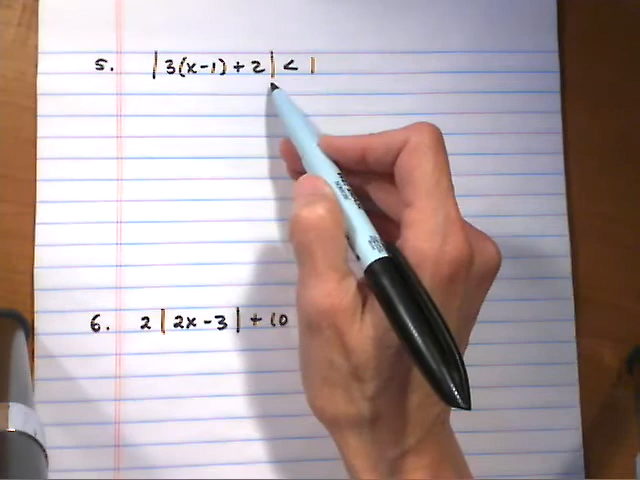 5. |3(x-1)+2| < 1
6. 2|2x-3|+10